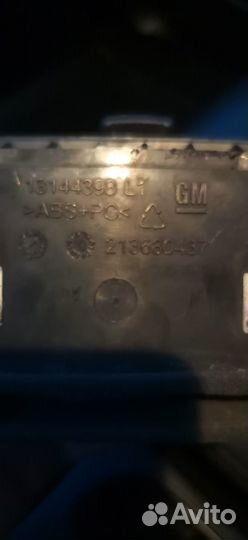 13144398 LT
GM
>ABS+PC<
213680437
Avito